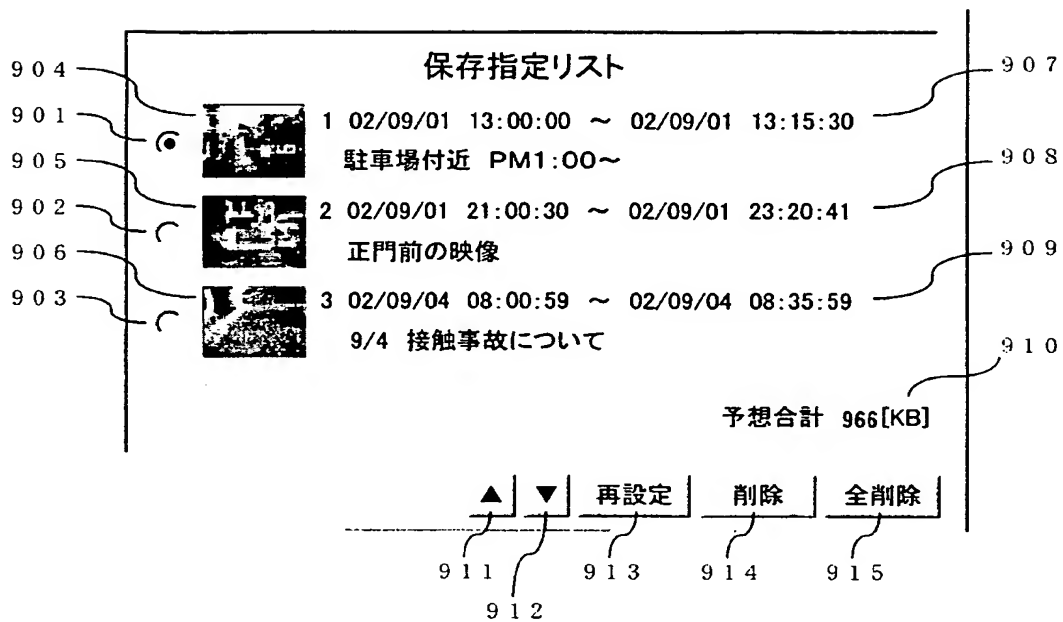 保存指定リスト
904
907
901
1 02/09/01 13:00:00 ～ 02/09/01 13:15:30
駐車場付近 PM1:00～
905
908
902
2 02/09/01 21:00:30 ～ 02/09/01 23:20:41
正門前の映像
906
909
903
3 02/09/04 08:00:59 ～ 02/09/04 08:35:59
9/4 接触事故について
910
予想合計 966[KB]
▲ ▼ 再設定 削除 全削除
911 913 914 915
912